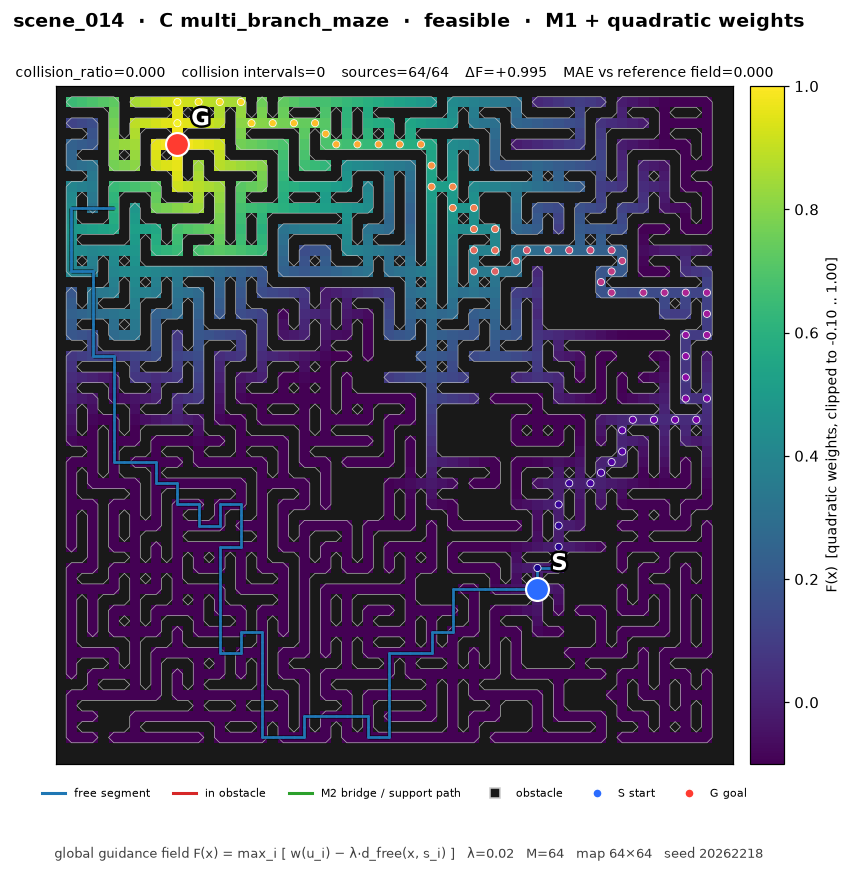 scene_014 · C multi_branch_maze · feasible · M1 + quadratic weights
collision_ratio=0.000 collision intervals=0 sources=64/64 ΔF=+0.995 MAE vs reference field=0.000
G
S
1.0
0.8
0.6
0.4
0.2
0.0
F(x) [quadratic weights, clipped to -0.10 .. 1.00]
free segment
in obstacle
M2 bridge / support path
obstacle
S start
G goal
global guidance field F(x) = max_i [ w(u_i) − λ·d_free(x, s_i) ] λ=0.02 M=64 map 64×64 seed 20262218